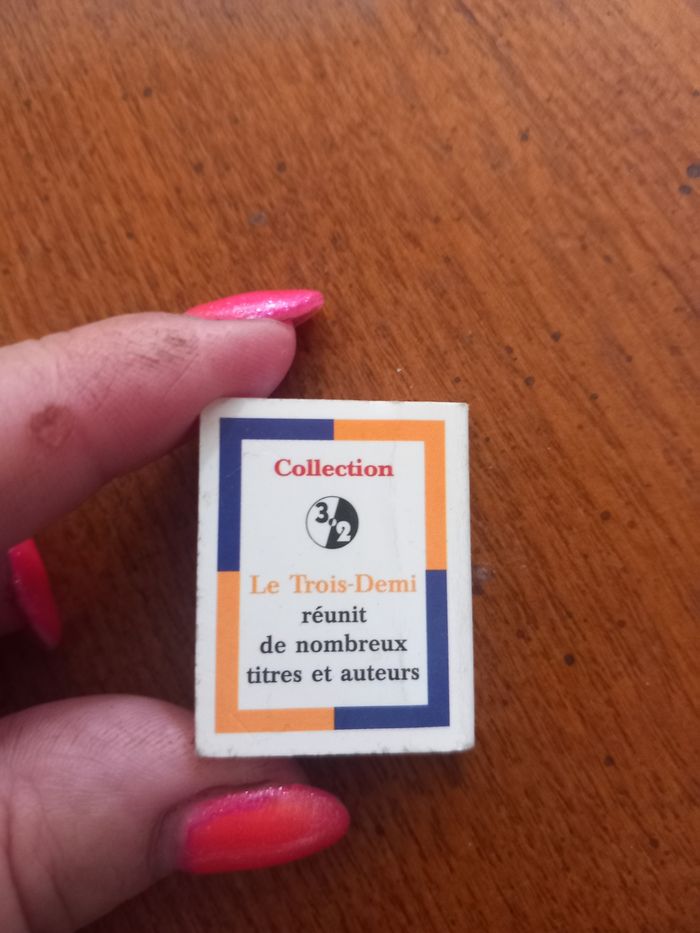 Collection
3,2
Le Trois-Demi
réunit
de nombreux
titres et auteurs